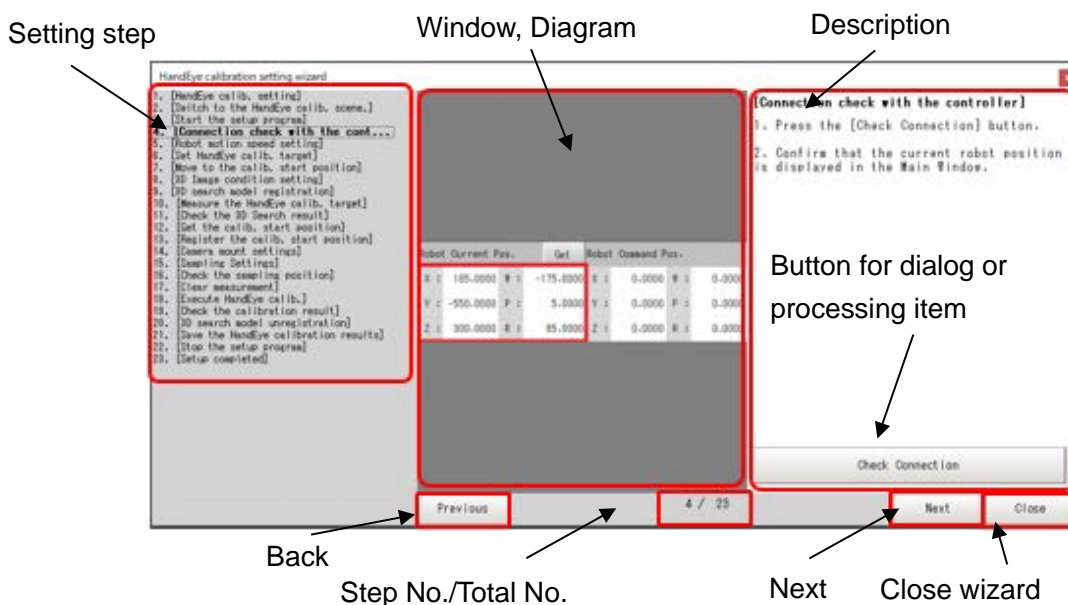 Setting step
Window, Diagram
Description
HandEye calibration setting wizard
1. [HandEye calib. setting]
2. [Switch to the HandEye calib. scene.]
3. [Start the setup program]
4. [Connection check with the cont...
5. [Robot motion speed setting]
6. [Set HandEye calib. target]
7. [Move to the calib. start position]
8. [3D Image condition setting]
9. [3D search model registration]
10. [Measure the HandEye calib. target]
11. [Check the 3D Search result]
12. [Get the calib. start position]
13. [Register the calib. start position]
14. [Camera mount settings]
15. [Sampling Settings]
16. [Check the sampling position]
17. [Clear measurement]
18. [Execute HandEye calib.]
19. [Check the calibration result]
20. [3D search model unregistration]
21. [Save the HandEye calibration results]
22. [Stop the setup program]
23. [Setup completed]
Robot Current Pos. Get Robot Command Pos.
X : 185.0000 W : -175.0000 X : 0.0000 W : 0.000
Y : -550.0000 P : 5.0000 Y : 0.0000 P : 0.000
Z : 300.0000 R : 85.0000 Z : 0.0000 R : 0.000
[Connection check with the controller]
1. Press the [Check Connection] button.
2. Confirm that the current robot position
is displayed in the Main Window.
Button for dialog or
processing item
Check Connection
Previous
4 / 23
Next
Close
Back
Step No./Total No.
Next
Close wizard